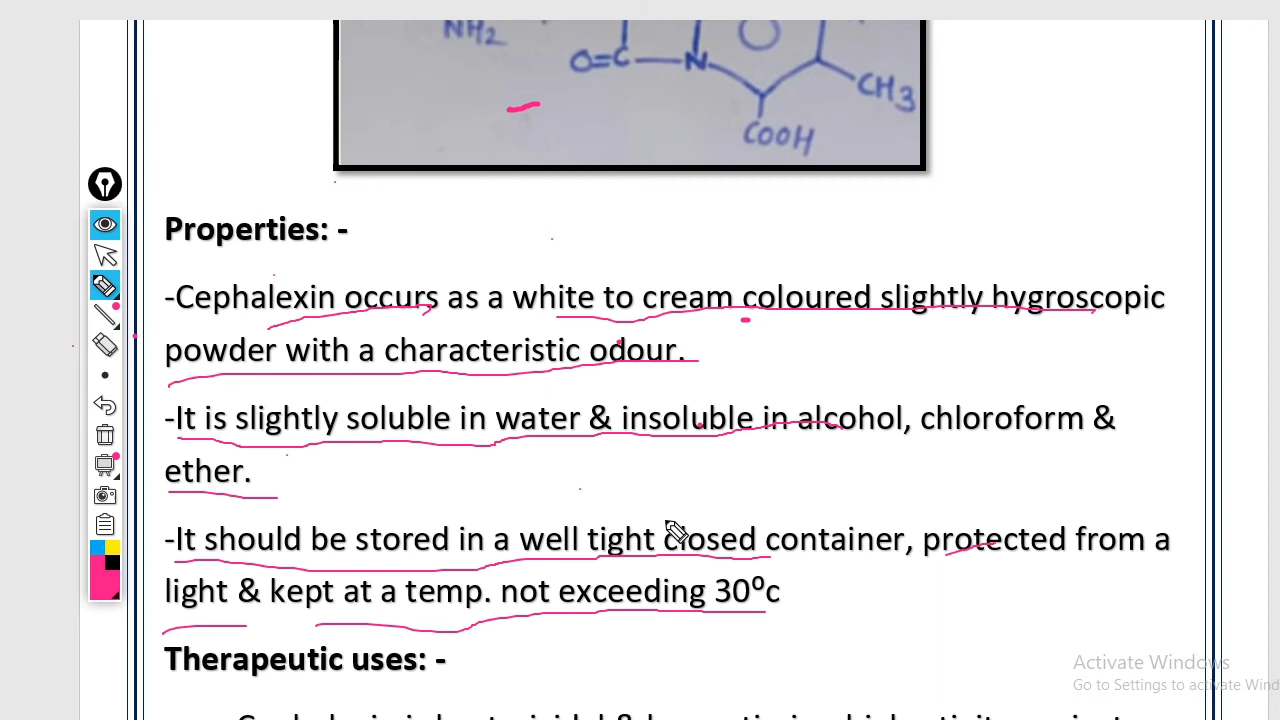 NH2
O=C
N
CH3
COOH
Properties: -
-Cephalexin occurs as a white to cream coloured slightly hygroscopic
powder with a characteristic odour.
-It is slightly soluble in water & insoluble in alcohol, chloroform &
ether.
-It should be stored in a well tight closed container, protected from a
light & kept at a temp. not exceeding 30⁰c
Therapeutic uses: -
Activate Windows
Go to Settings to activate Wind